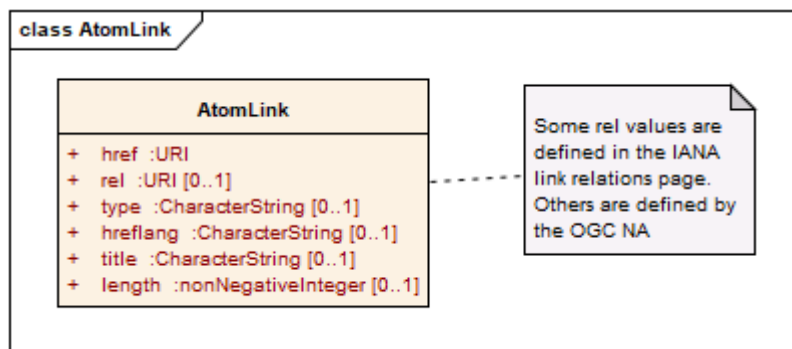 class AtomLink
AtomLink
+ href :URI
+ rel :URI [0..1]
+ type :CharacterString [0..1]
+ hreflang :CharacterString [0..1]
+ title :CharacterString [0..1]
+ length :nonNegativeInteger [0..1]
Some rel values are
defined in the IANA
link relations page.
Others are defined by
the OGC NA